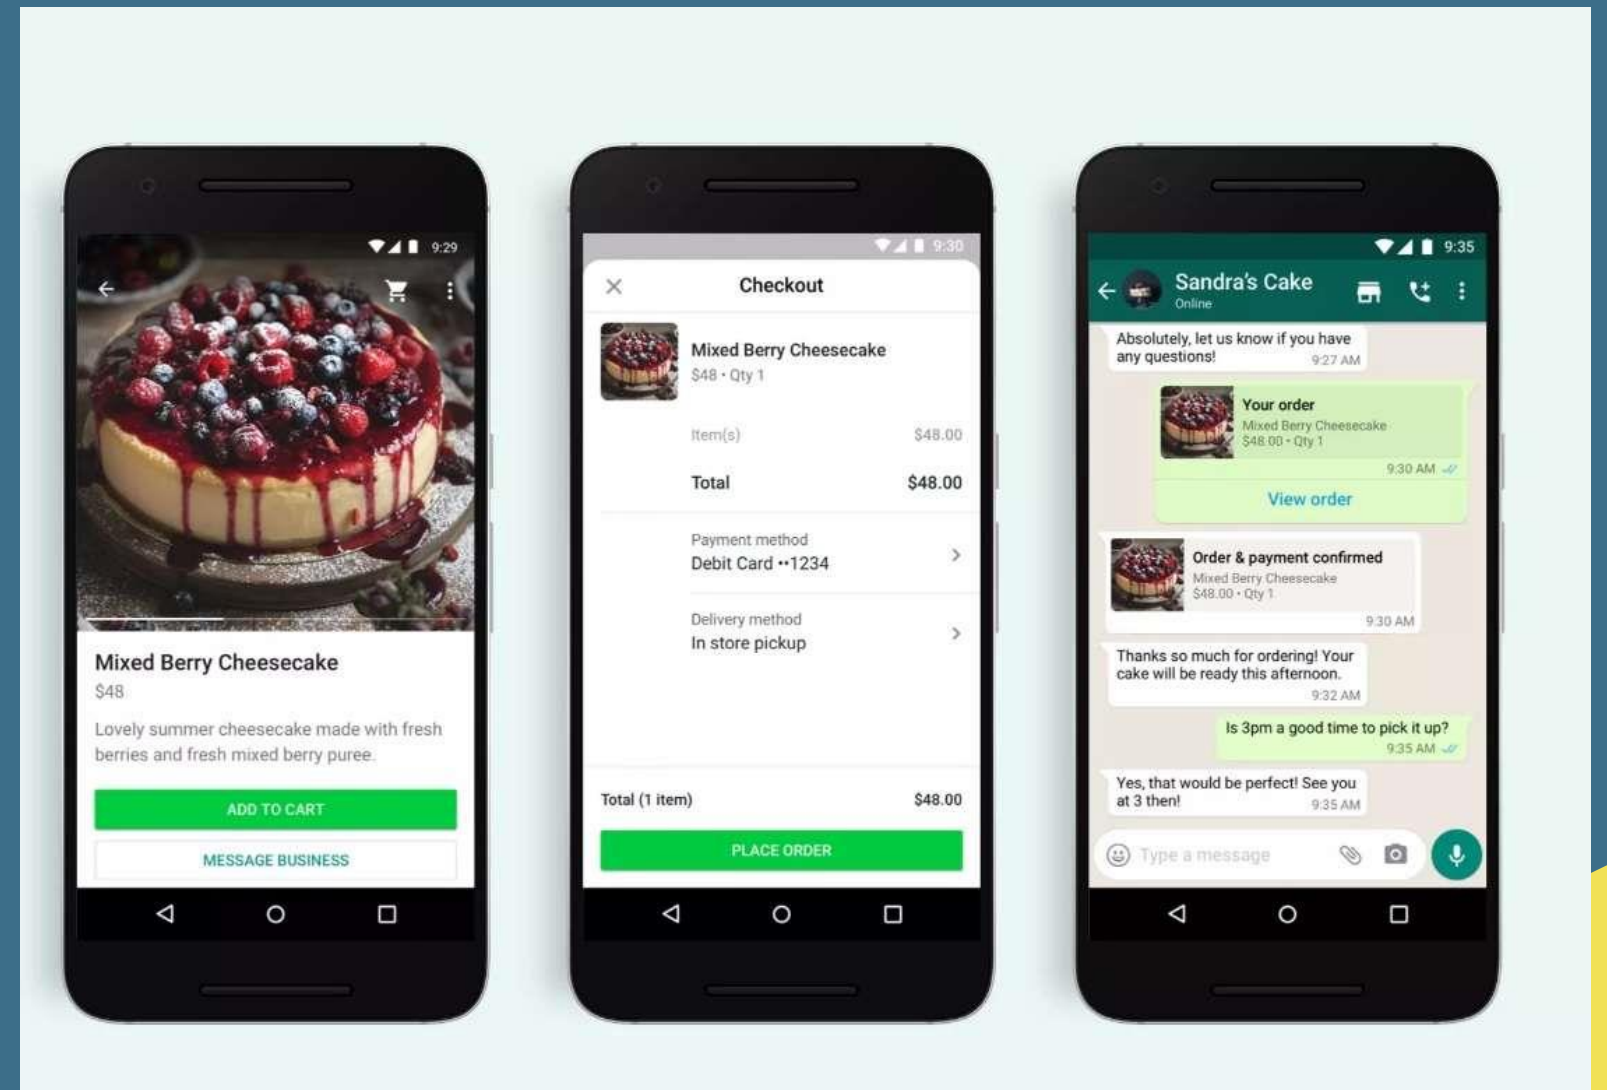 9:29
Mixed Berry Cheesecake
$48
Lovely summer cheesecake made with fresh
berries and fresh mixed berry puree.
ADD TO CART
MESSAGE BUSINESS
9:30
Checkout
Mixed Berry Cheesecake
$48 • Qty 1
Item(s) $48.00
Total $48.00
Payment method
Debit Card ••1234
Delivery method
In store pickup
Total (1 item) $48.00
PLACE ORDER
9:35
Sandra's Cake
Online
Absolutely, let us know if you have
any questions! 9:27 AM
Your order
Mixed Berry Cheesecake
$48.00 • Qty 1
9:30 AM
View order
Order & payment confirmed
Mixed Berry Cheesecake
$48.00 • Qty 1
9:30 AM
Thanks so much for ordering! Your
cake will be ready this afternoon.
9:32 AM
Is 3pm a good time to pick it up?
9:35 AM
Yes, that would be perfect! See you
at 3 then! 9:35 AM
Type a message